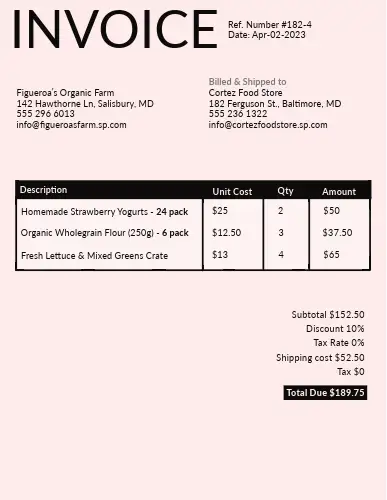 INVOICE
Ref. Number #182-4
Date: Apr-02-2023
Billed & Shipped to
Figueroa's Organic Farm
142 Hawthorne Ln, Salisbury, MD
555 296 6013
info@figueroasfarm.sp.com
Cortez Food Store
182 Ferguson St., Baltimore, MD
555 236 1322
info@cortezfoodstore.sp.com
Description Unit Cost Qty Amount
Homemade Strawberry Yogurts - 24 pack $25 2 $50
Organic Wholegrain Flour (250g) - 6 pack $12.50 3 $37.50
Fresh Lettuce & Mixed Greens Crate $13 4 $65
Subtotal $152.50
Discount 10%
Tax Rate 0%
Shipping cost $52.50
Tax $0
Total Due $189.75